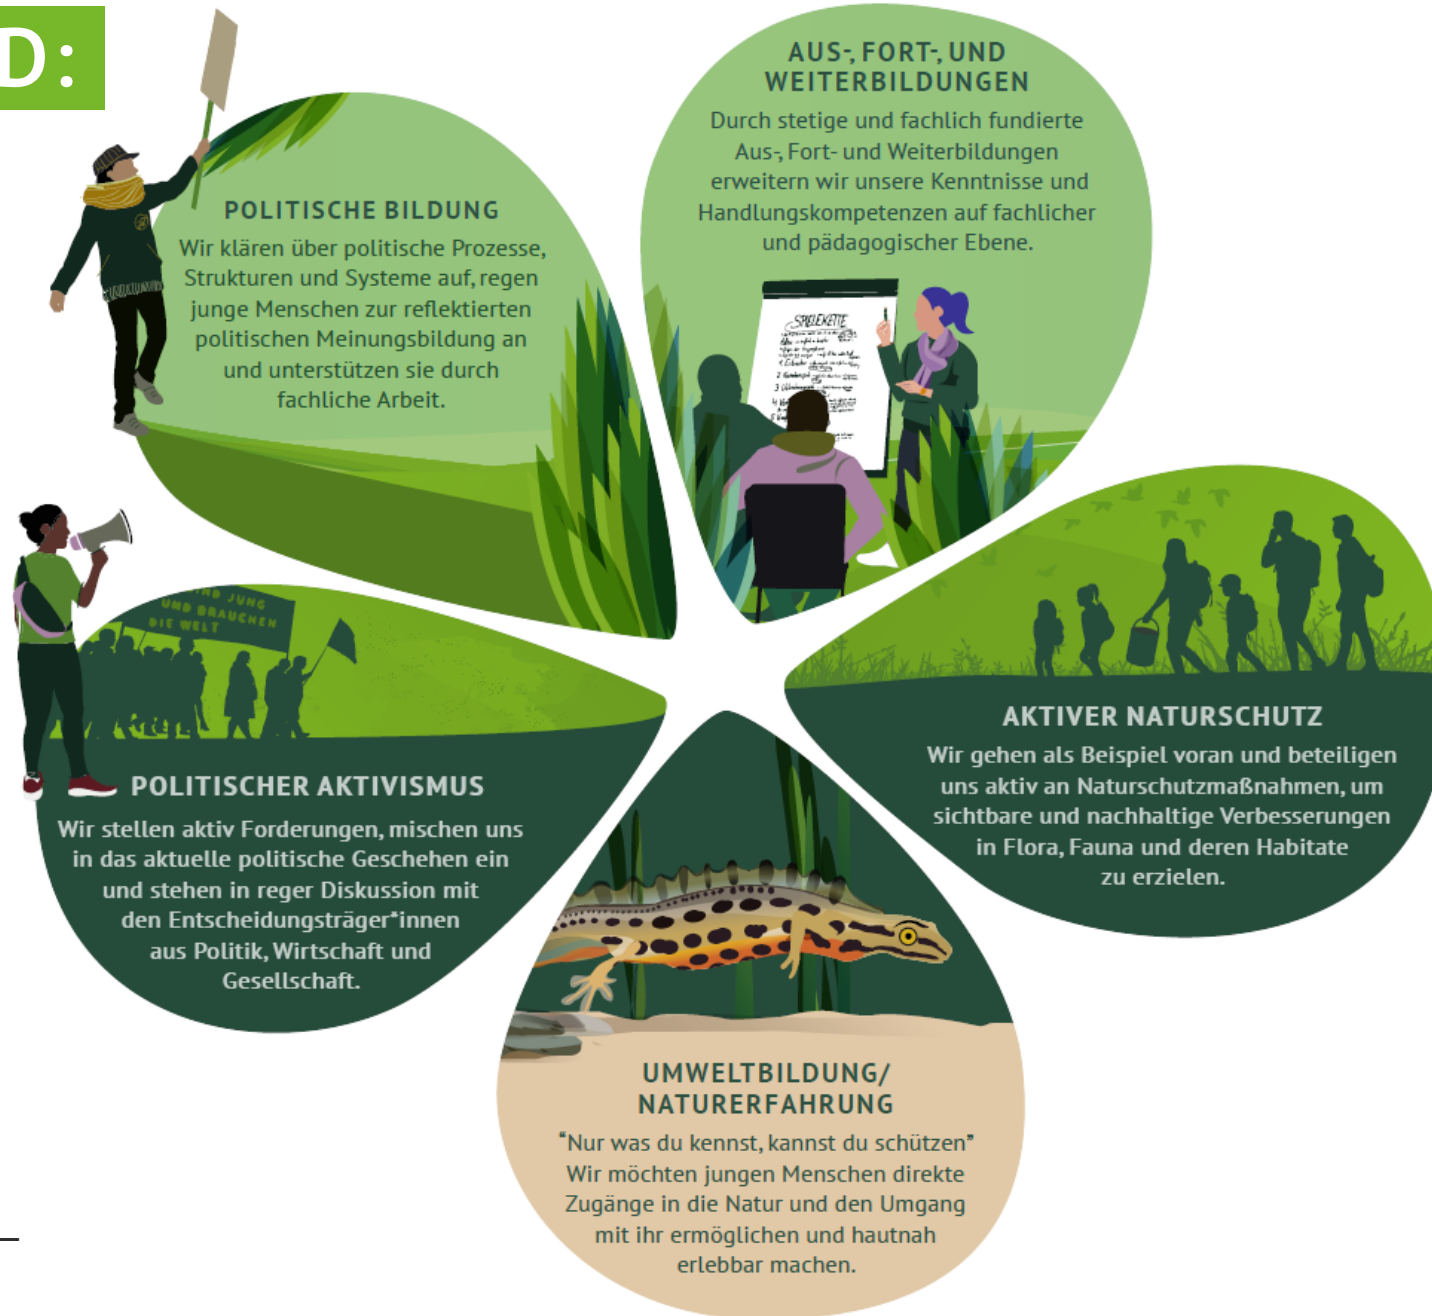 D:
POLITISCHE BILDUNG
Wir klären über politische Prozesse,
Strukturen und Systeme auf, regen
junge Menschen zur reflektierten
politischen Meinungsbildung an
und unterstützen sie durch
fachliche Arbeit.
AUS-, FORT-, UND
WEITERBILDUNGEN
Durch stetige und fachlich fundierte
Aus-, Fort- und Weiterbildungen
erweitern wir unsere Kenntnisse und
Handlungskompetenzen auf fachlicher
und pädagogischer Ebene.
SPIELEKETTE
AKTIVER NATURSCHUTZ
Wir gehen als Beispiel voran und beteiligen
uns aktiv an Naturschutzmaßnahmen, um
sichtbare und nachhaltige Verbesserungen
in Flora, Fauna und deren Habitate
zu erzielen.
JUNG
UND BRAUCHEN
DIE WELT
POLITISCHER AKTIVISMUS
Wir stellen aktiv Forderungen, mischen uns
in das aktuelle politische Geschehen ein
und stehen in reger Diskussion mit
den Entscheidungsträger*innen
aus Politik, Wirtschaft und
Gesellschaft.
UMWELTBILDUNG/
NATURERFAHRUNG
“Nur was du kennst, kannst du schützen”
Wir möchten jungen Menschen direkte
Zugänge in die Natur und den Umgang
mit ihr ermöglichen und hautnah
erlebbar machen.